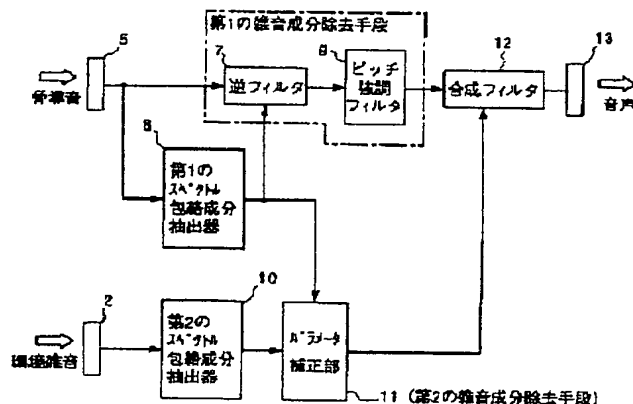 第1の雑音成分除去手段
5
7
9
12
13
骨導音
逆フィルタ
ピッチ
強調
フィルタ
合成フィルタ
音声
8
第1の
スペクトル
包絡成分
抽出器
2
10
環境雑音
第2の
スペクトル
包絡成分
抽出器
パラメータ
補正部
11 (第2の雑音成分除去手段)